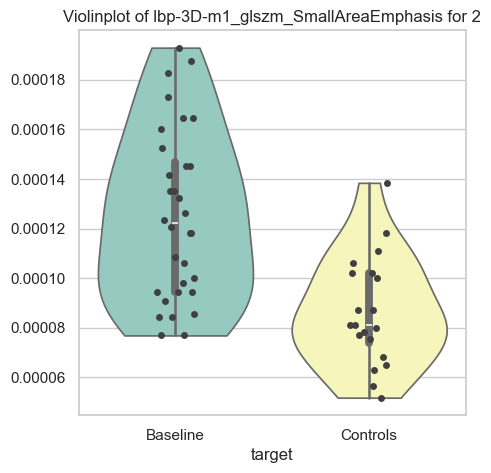 Violinplot of lbp-3D-m1_glszm_SmallAreaEmphasis for 2
0.00018
0.00016
0.00014
0.00012
0.00010
0.00008
0.00006
Baseline Controls
target